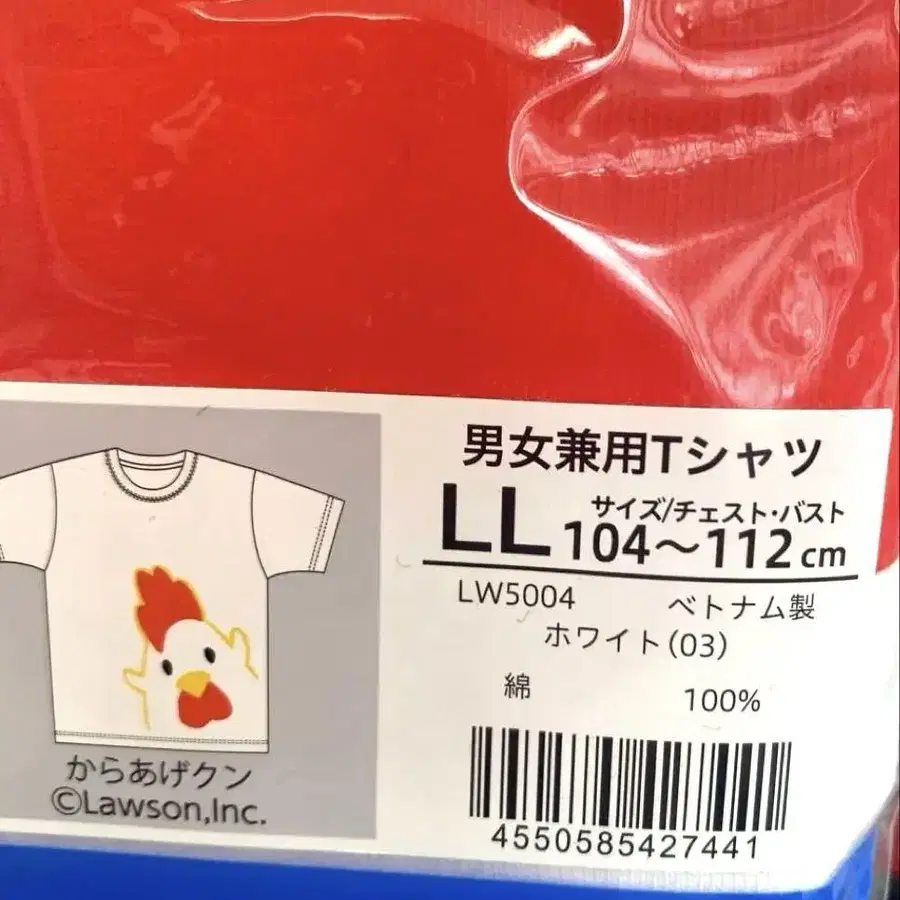 男女兼用Tシャツ
サイズ/チェスト・バスト
LL 104〜112cm
LW5004 ベトナム製
ホワイト(03)
綿 100%
4550585427441
からあげクン
©Lawson,Inc.